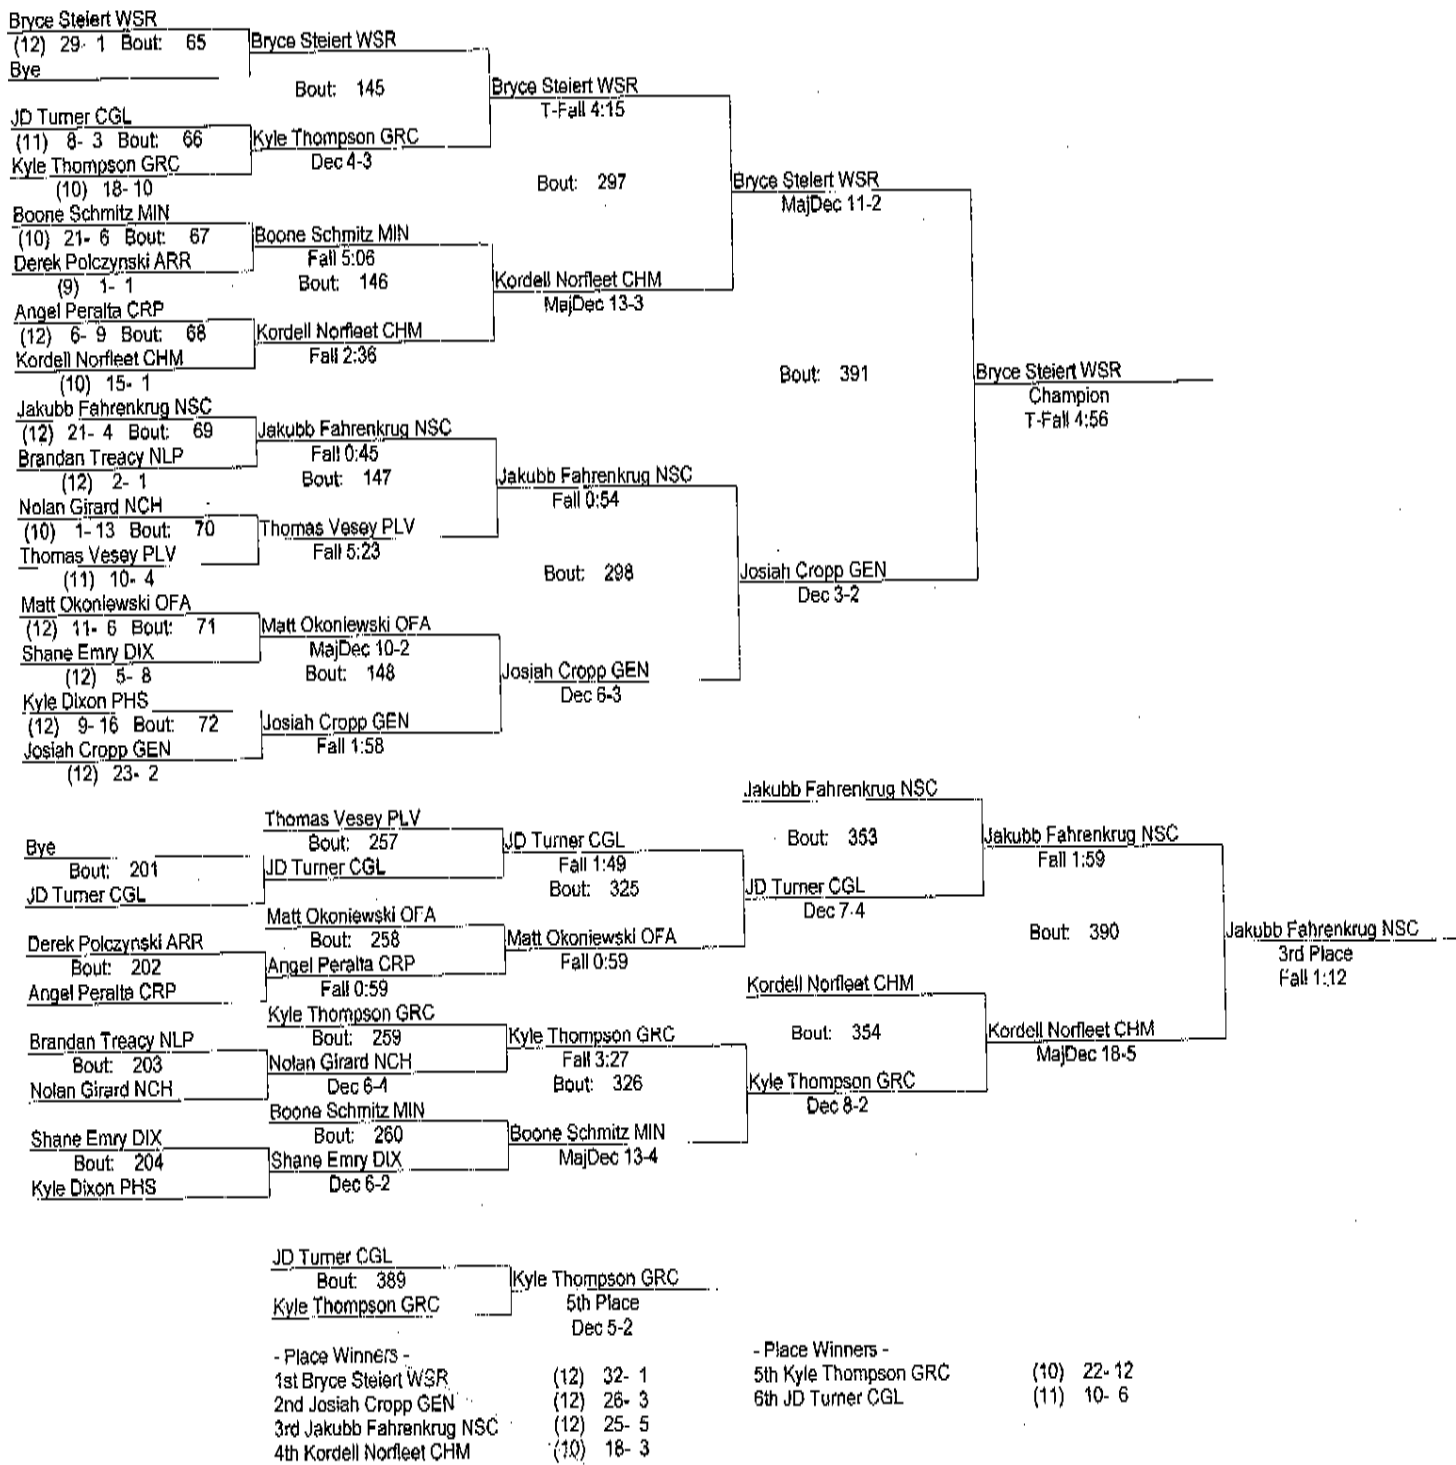 Bryce Steiert WSR
(12) 29- 1 Bout: 65
Bye
Bryce Steiert WSR
Bout: 145
JD Turner CGL
(11) 8- 3 Bout: 66
Kyle Thompson GRC
(10) 18- 10
Kyle Thompson GRC
Dec 4-3
Bryce Steiert WSR
T-Fall 4:15
Bout: 297
Boone Schmitz MIN
(10) 21- 6 Bout: 67
Derek Polczynski ARR
(9) 1- 1
Boone Schmitz MIN
Fall 5:06
Bout: 146
Angel Peralta CRP
(12) 6- 9 Bout: 68
Kordell Norfleet CHM
(10) 15- 1
Kordell Norfleet CHM
Fall 2:36
Kordell Norfleet CHM
MajDec 13-3
Bryce Steiert WSR
MajDec 11-2
Bout: 391
Bryce Steiert WSR
Champion
T-Fall 4:56
Jakubb Fahrenkrug NSC
(12) 21- 4 Bout: 69
Brandan Treacy NLP
(12) 2- 1
Jakubb Fahrenkrug NSC
Fall 0:45
Bout: 147
Nolan Girard NCH
(10) 1- 13 Bout: 70
Thomas Vesey PLV
(11) 10- 4
Thomas Vesey PLV
Fall 5:23
Jakubb Fahrenkrug NSC
Fall 0:54
Bout: 298
Matt Okoniewski OFA
(12) 11- 6 Bout: 71
Shane Emry DIX
(12) 5- 8
Matt Okoniewski OFA
MajDec 10-2
Bout: 148
Kyle Dixon PHS
(12) 9- 16 Bout: 72
Josiah Cropp GEN
(12) 23- 2
Josiah Cropp GEN
Fall 1:58
Josiah Cropp GEN
Dec 6-3
Josiah Cropp GEN
Dec 3-2
Bye
Bout: 201
JD Turner CGL
Thomas Vesey PLV
Bout: 257
JD Turner CGL
JD Turner CGL
Fall 1:49
Bout: 325
Derek Polczynski ARR
Bout: 202
Angel Peralta CRP
Matt Okoniewski OFA
Bout: 258
Angel Peralta CRP
Fall 0:59
Matt Okoniewski OFA
Fall 0:59
Jakubb Fahrenkrug NSC
Bout: 353
JD Turner CGL
Dec 7-4
Jakubb Fahrenkrug NSC
Fall 1:59
Bout: 390
Brandan Treacy NLP
Bout: 203
Nolan Girard NCH
Kyle Thompson GRC
Bout: 259
Nolan Girard NCH
Dec 6-4
Kyle Thompson GRC
Fall 3:27
Bout: 326
Shane Emry DIX
Bout: 204
Kyle Dixon PHS
Boone Schmitz MIN
Bout: 260
Shane Emry DIX
Dec 6-2
Boone Schmitz MIN
MajDec 13-4
Kordell Norfleet CHM
Bout: 354
Kyle Thompson GRC
Dec 8-2
Kordell Norfleet CHM
MajDec 18-5
Jakubb Fahrenkrug NSC
3rd Place
Fall 1:12
JD Turner CGL
Bout: 389
Kyle Thompson GRC
Kyle Thompson GRC
5th Place
Dec 5-2
- Place Winners -
1st Bryce Steiert WSR (12) 32- 1
2nd Josiah Cropp GEN (12) 26- 3
3rd Jakubb Fahrenkrug NSC (12) 25- 5
4th Kordell Norfleet CHM (10) 18- 3
- Place Winners -
5th Kyle Thompson GRC (10) 22- 12
6th JD Turner CGL (11) 10- 6